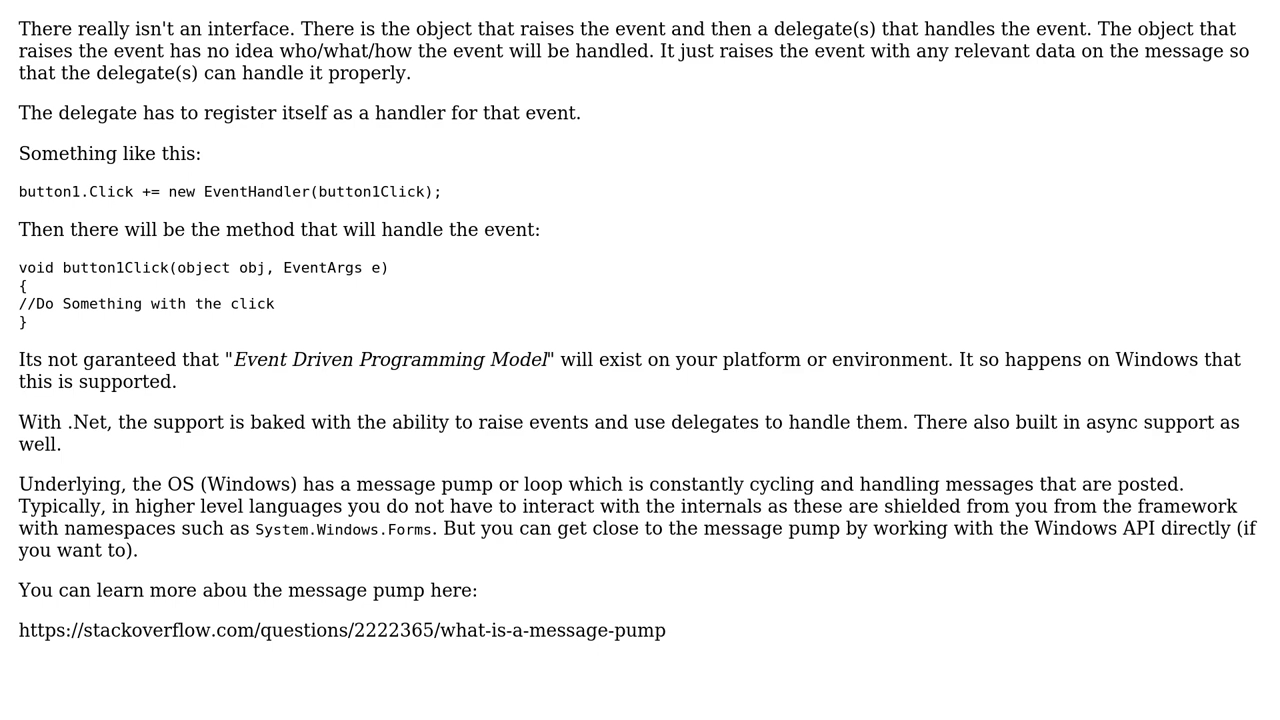 There really isn't an interface. There is the object that raises the event and then a delegate(s) that handles the event. The object that
raises the event has no idea who/what/how the event will be handled. It just raises the event with any relevant data on the message so
that the delegate(s) can handle it properly.
The delegate has to register itself as a handler for that event.
Something like this:
button1.Click += new EventHandler(button1Click);
Then there will be the method that will handle the event:
void button1Click(object obj, EventArgs e)
{
//Do Something with the click
}
Its not garanteed that "Event Driven Programming Model" will exist on your platform or environment. It so happens on Windows that
this is supported.
With .Net, the support is baked with the ability to raise events and use delegates to handle them. There also built in async support as
well.
Underlying, the OS (Windows) has a message pump or loop which is constantly cycling and handling messages that are posted.
Typically, in higher level languages you do not have to interact with the internals as these are shielded from you from the framework
with namespaces such as System.Windows.Forms. But you can get close to the message pump by working with the Windows API directly (if
you want to).
You can learn more abou the message pump here:
https://stackoverflow.com/questions/2222365/what-is-a-message-pump